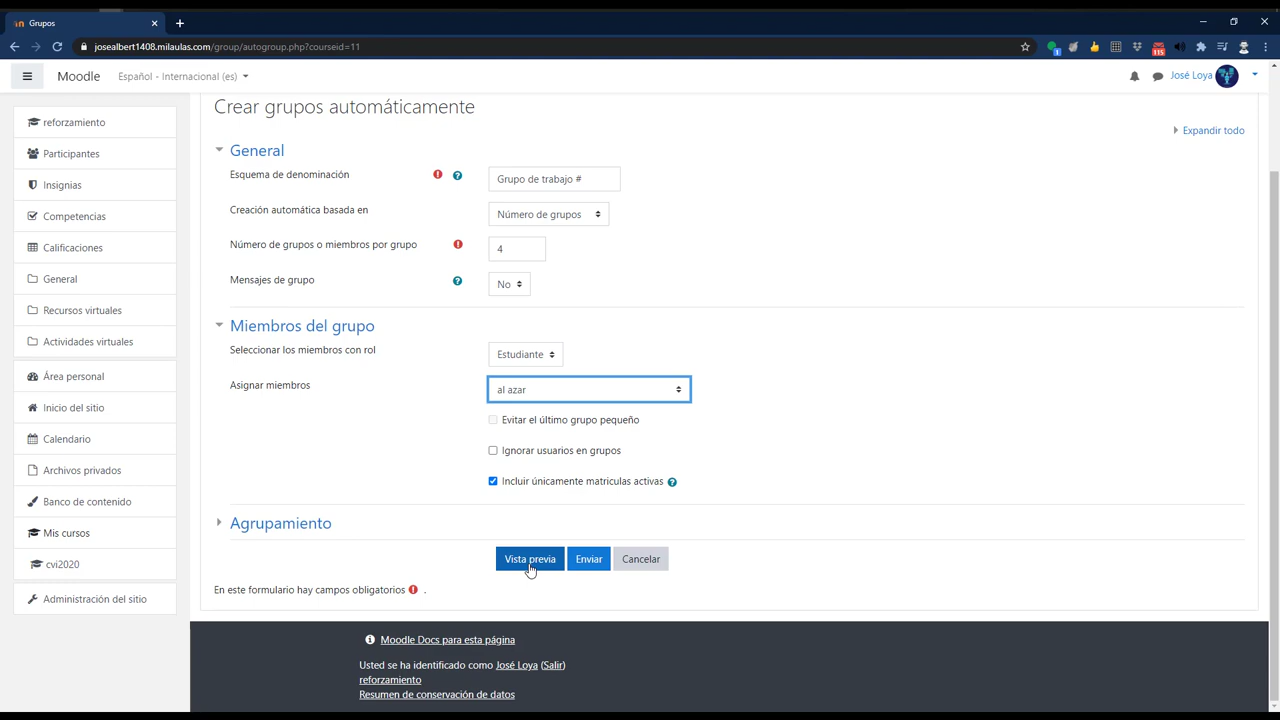 Grupos
josealbert1408.milaulas.com/group/autogroup.php?courseid=11
1
115
Moodle
Español - Internacional (es)
José Loya
reforzamiento
Participantes
Insignias
Competencias
Calificaciones
General
Recursos virtuales
Actividades virtuales
Área personal
Inicio del sitio
Calendario
Archivos privados
Banco de contenido
Mis cursos
cvi2020
Administración del sitio
Crear grupos automáticamente
Expandir todo
General
Esquema de denominación
Grupo de trabajo #
Creación automática basada en
Número de grupos
Número de grupos o miembros por grupo
4
Mensajes de grupo
No
Miembros del grupo
Seleccionar los miembros con rol
Estudiante
Asignar miembros
al azar
Evitar el último grupo pequeño
Ignorar usuarios en grupos
Incluir únicamente matriculas activas
Agrupamiento
Vista previa
Enviar
Cancelar
En este formulario hay campos obligatorios .
Moodle Docs para esta página
Usted se ha identificado como José Loya (Salir)
reforzamiento
Resumen de conservación de datos